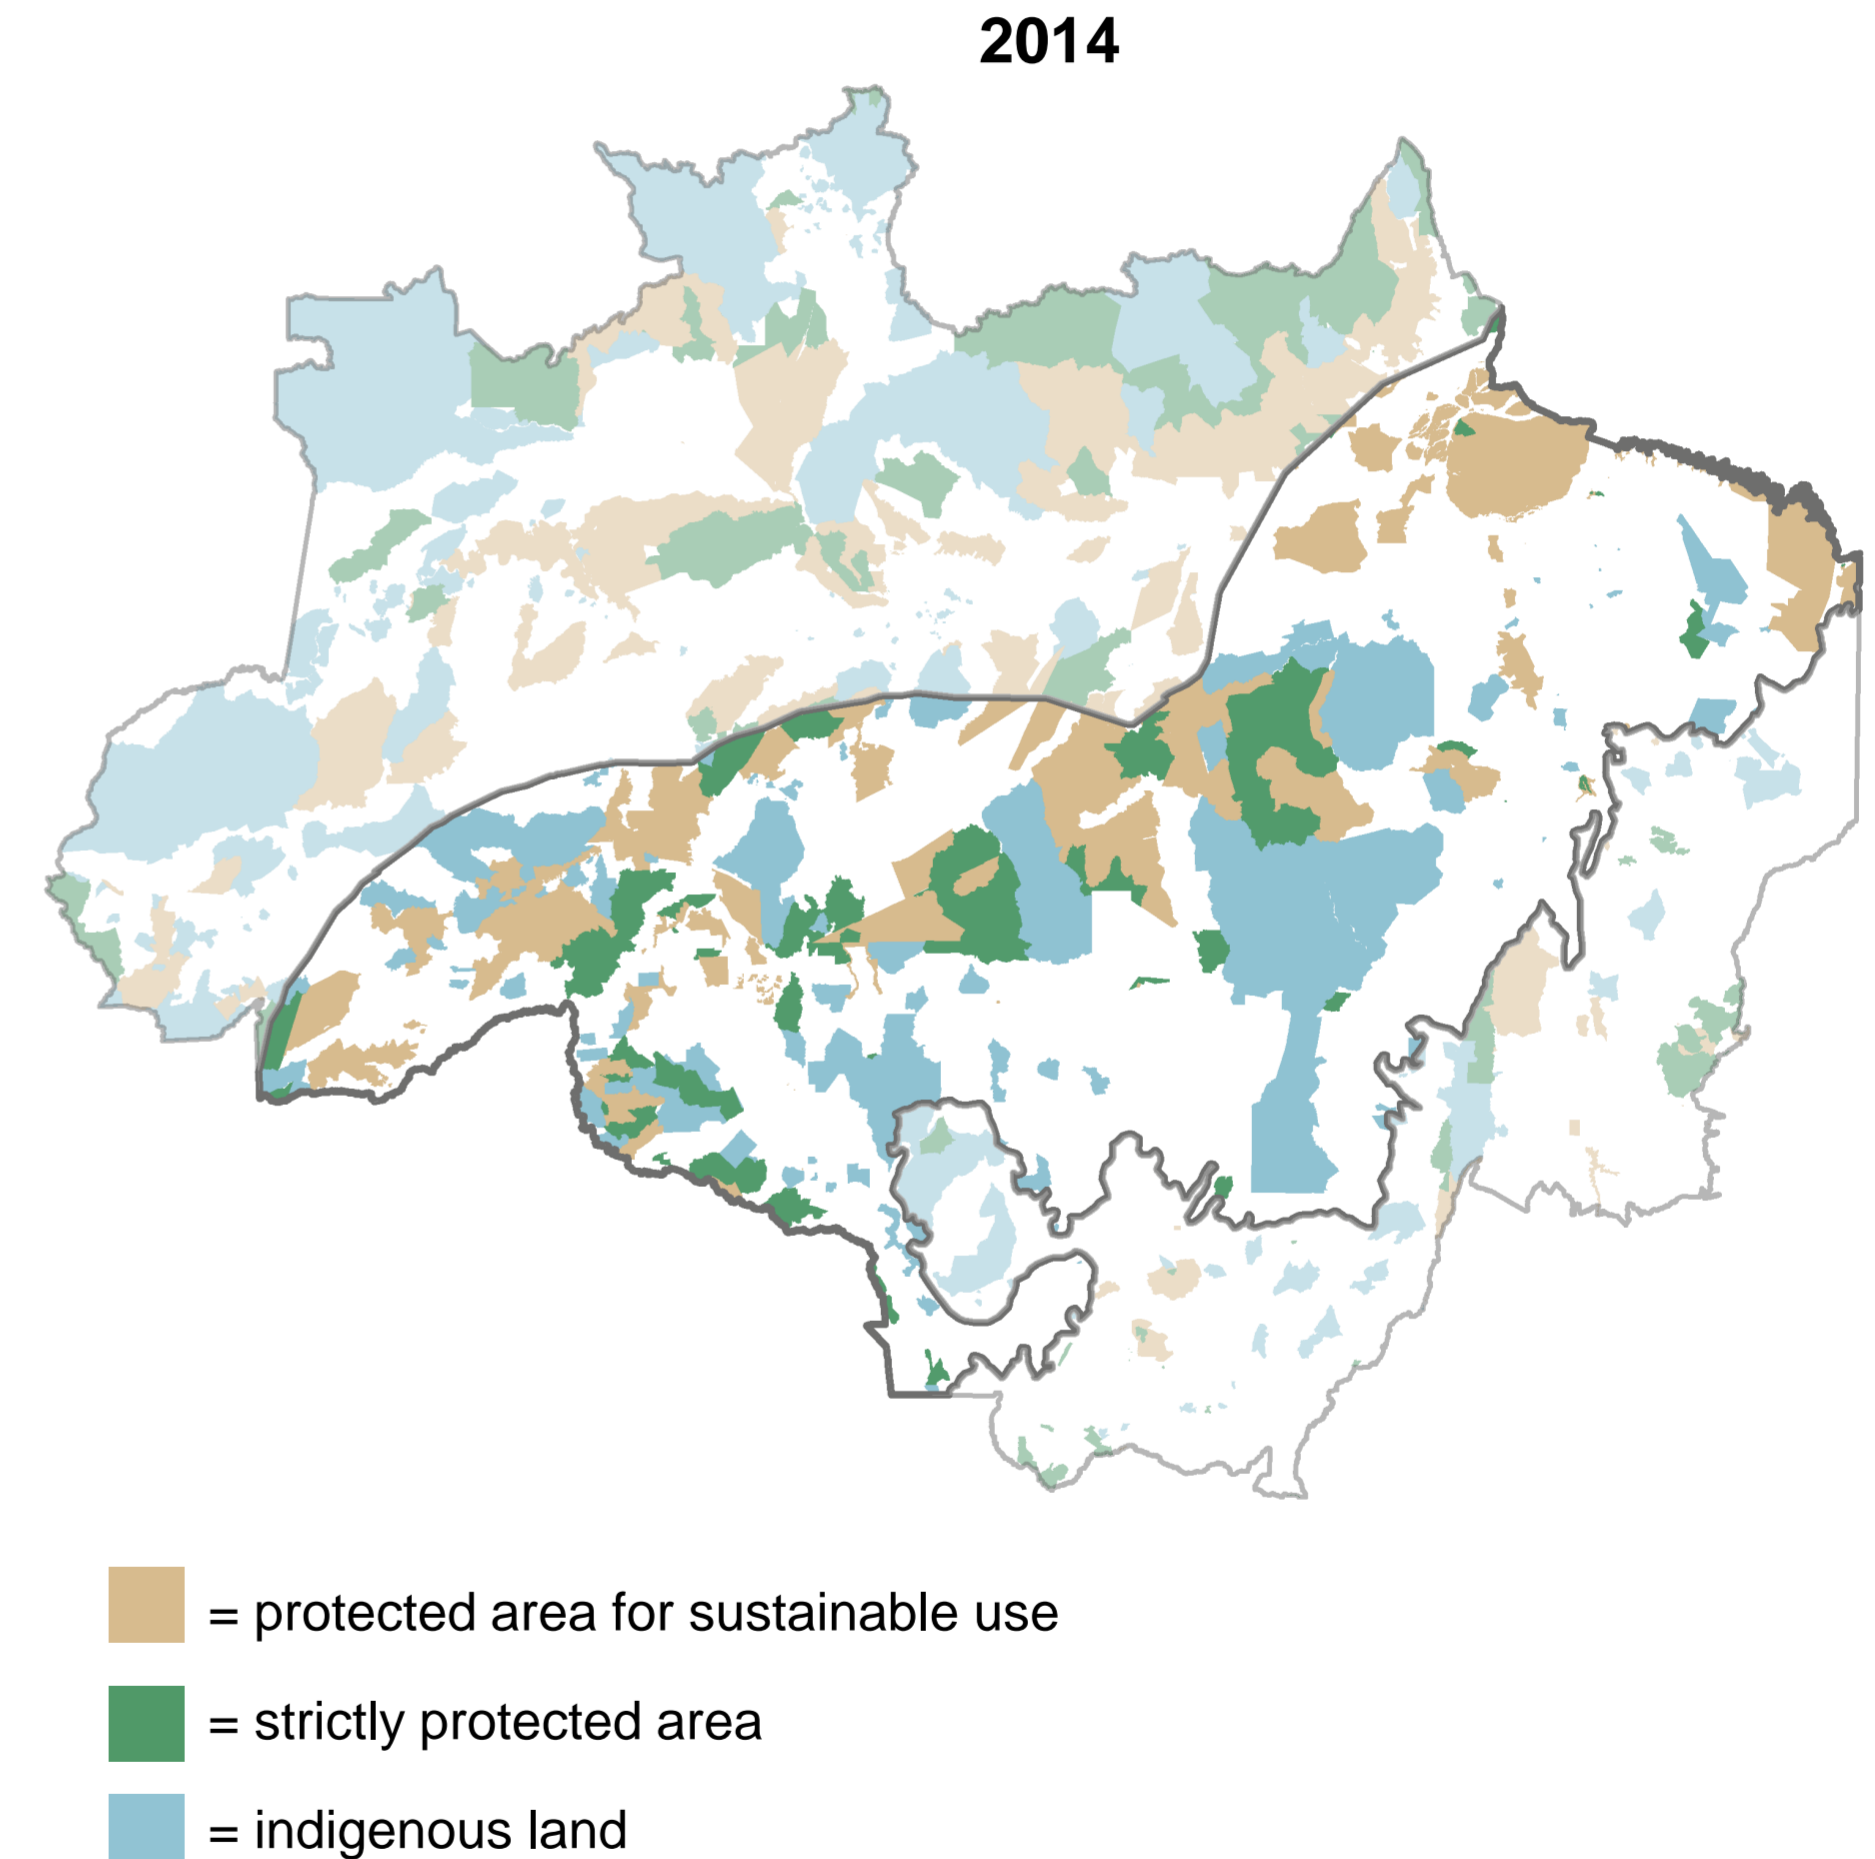 2014
= protected area for sustainable use
= strictly protected area
= indigenous land